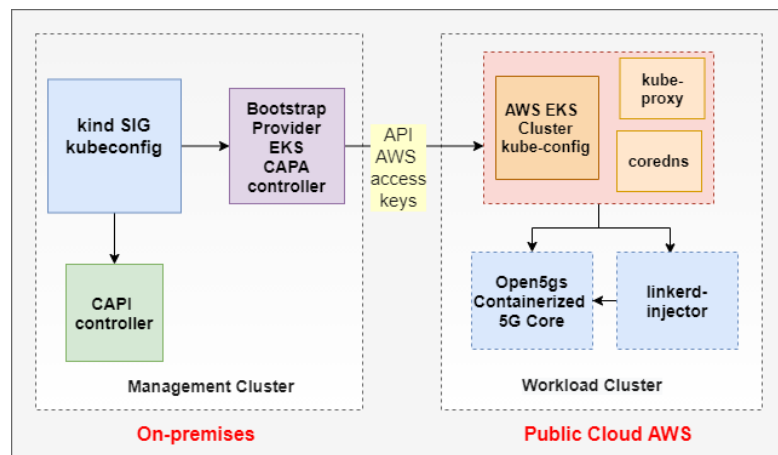 kind SIG
kubeconfig
Bootstrap
Provider
EKS
CAPA
controller
CAPI
controller
Management Cluster
On-premises
API
AWS
access
keys
AWS EKS
Cluster
kube-config
kube-
proxy
coredns
Open5gs
Containerized
5G Core
linkerd-
injector
Workload Cluster
Public Cloud AWS